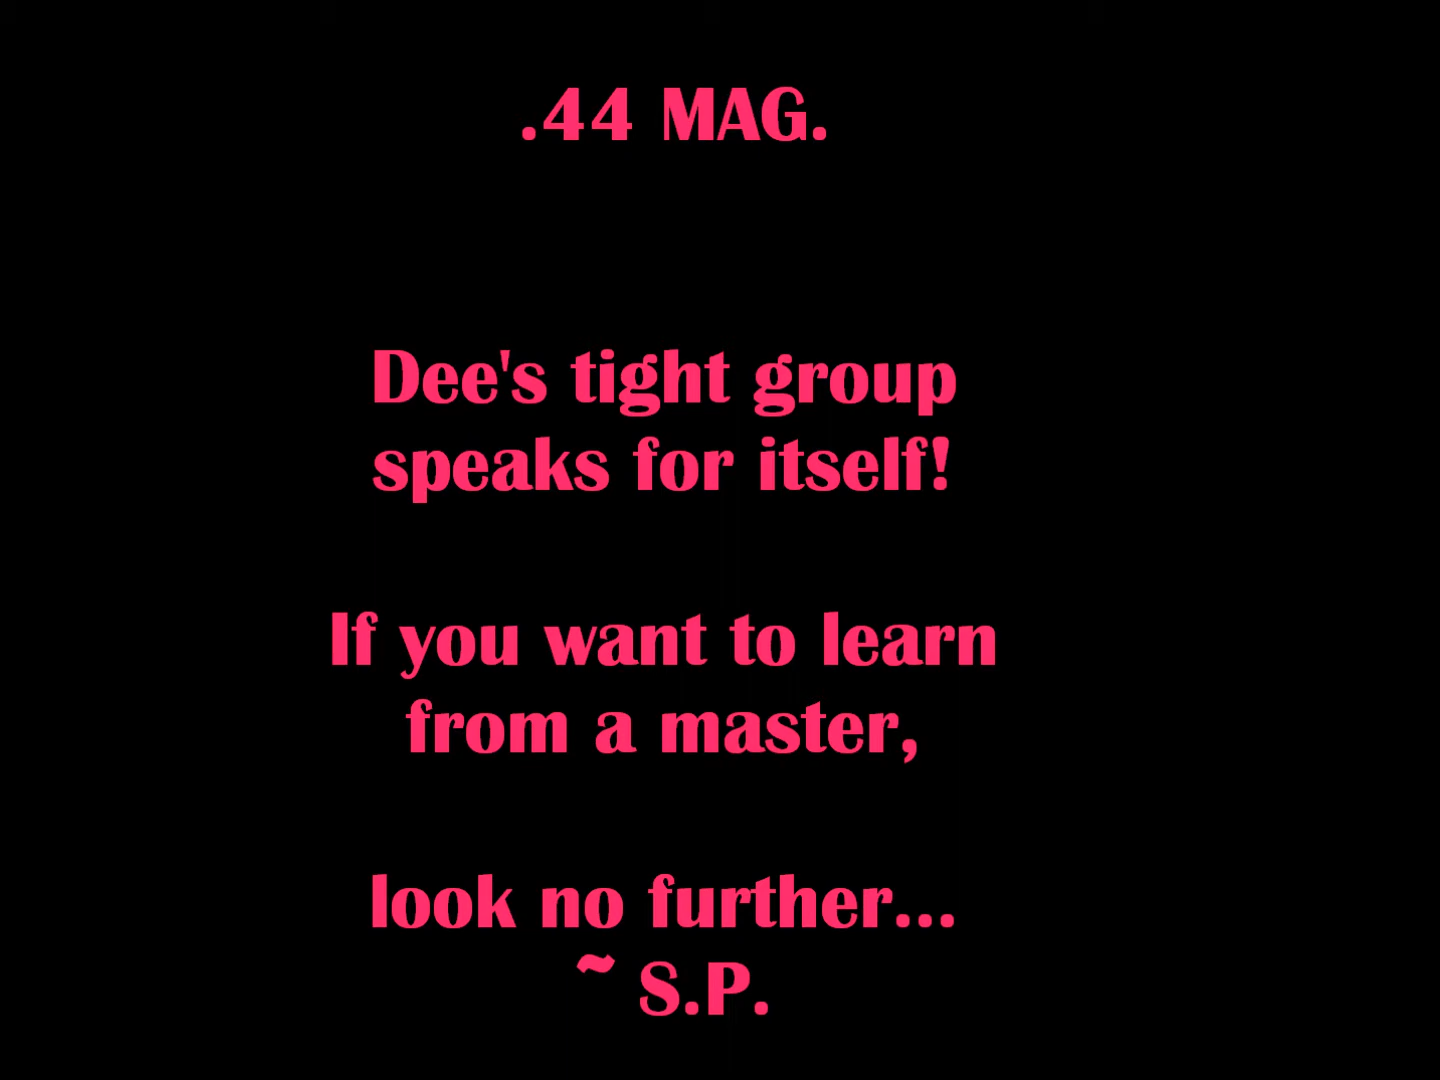 .44 MAG.
Dee's tight group
speaks for itself!
If you want to learn
from a master,
look no further...
~ S.P.